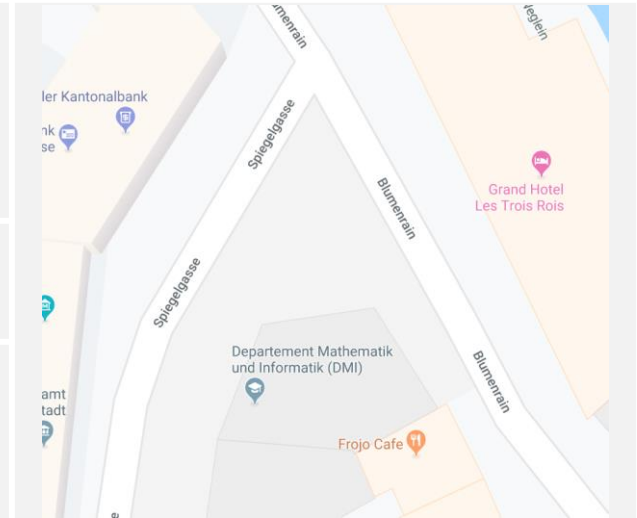 Blumenrain
ler Kantonalbank
nk
se
Spiegelgasse
Blumenrain
Grand Hotel
Les Trois Rois
Spiegelgasse
Departement Mathematik
und Informatik (DMI)
Blumenrain
amt
tadt
Frojo Cafe